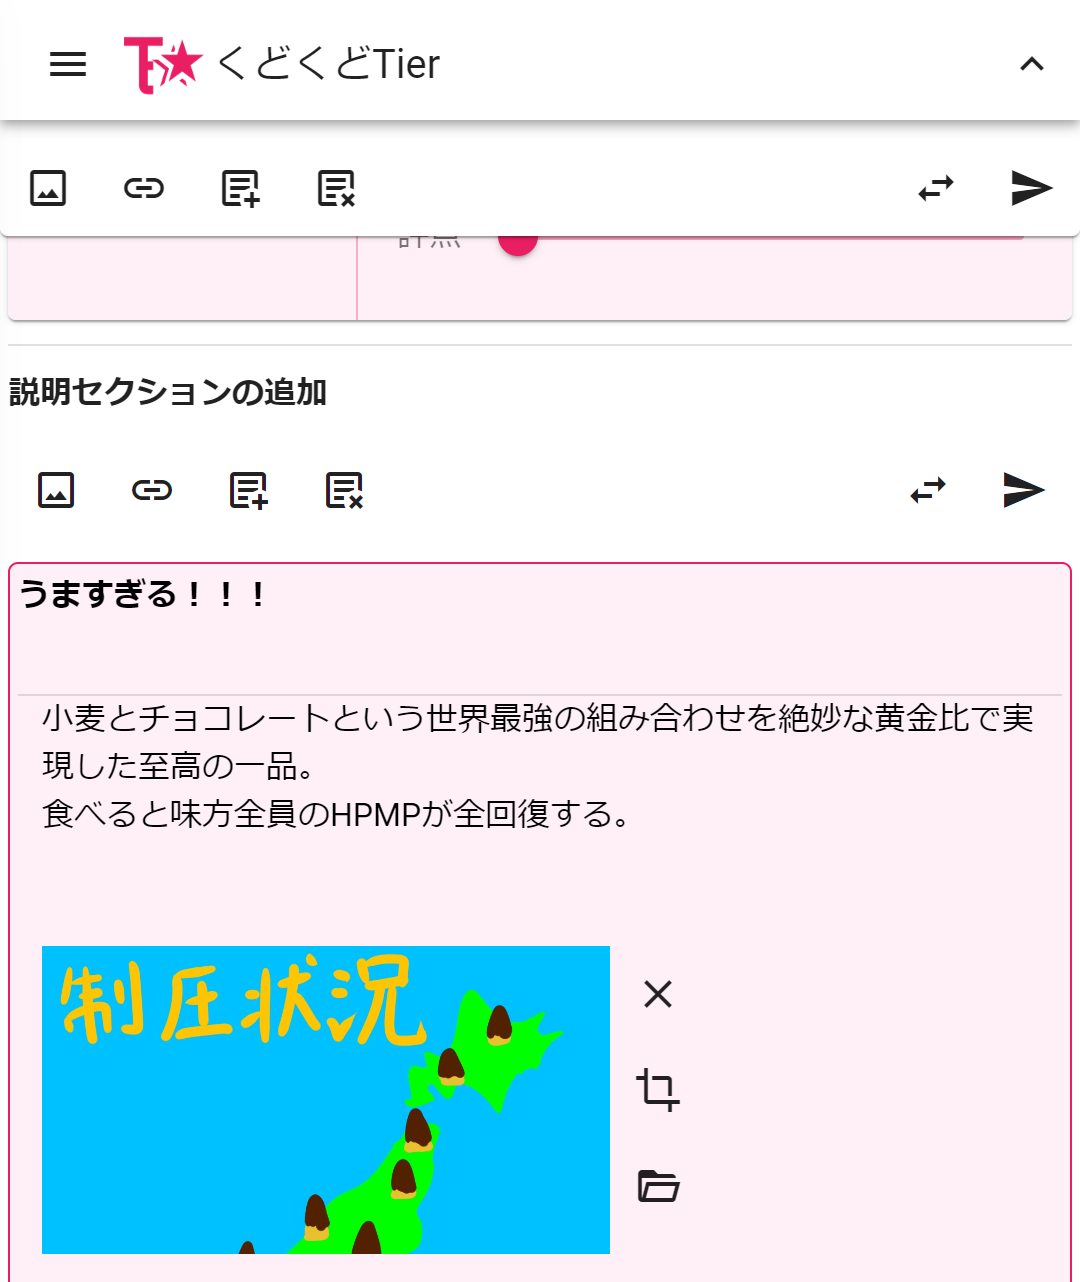 くどくどTier
評点
説明セクションの追加
うますぎる！！！
小麦とチョコレートという世界最強の組み合わせを絶妙な黄金比で実
現した至高の一品。
食べると味方全員のHPMPが全回復する。
制圧状況